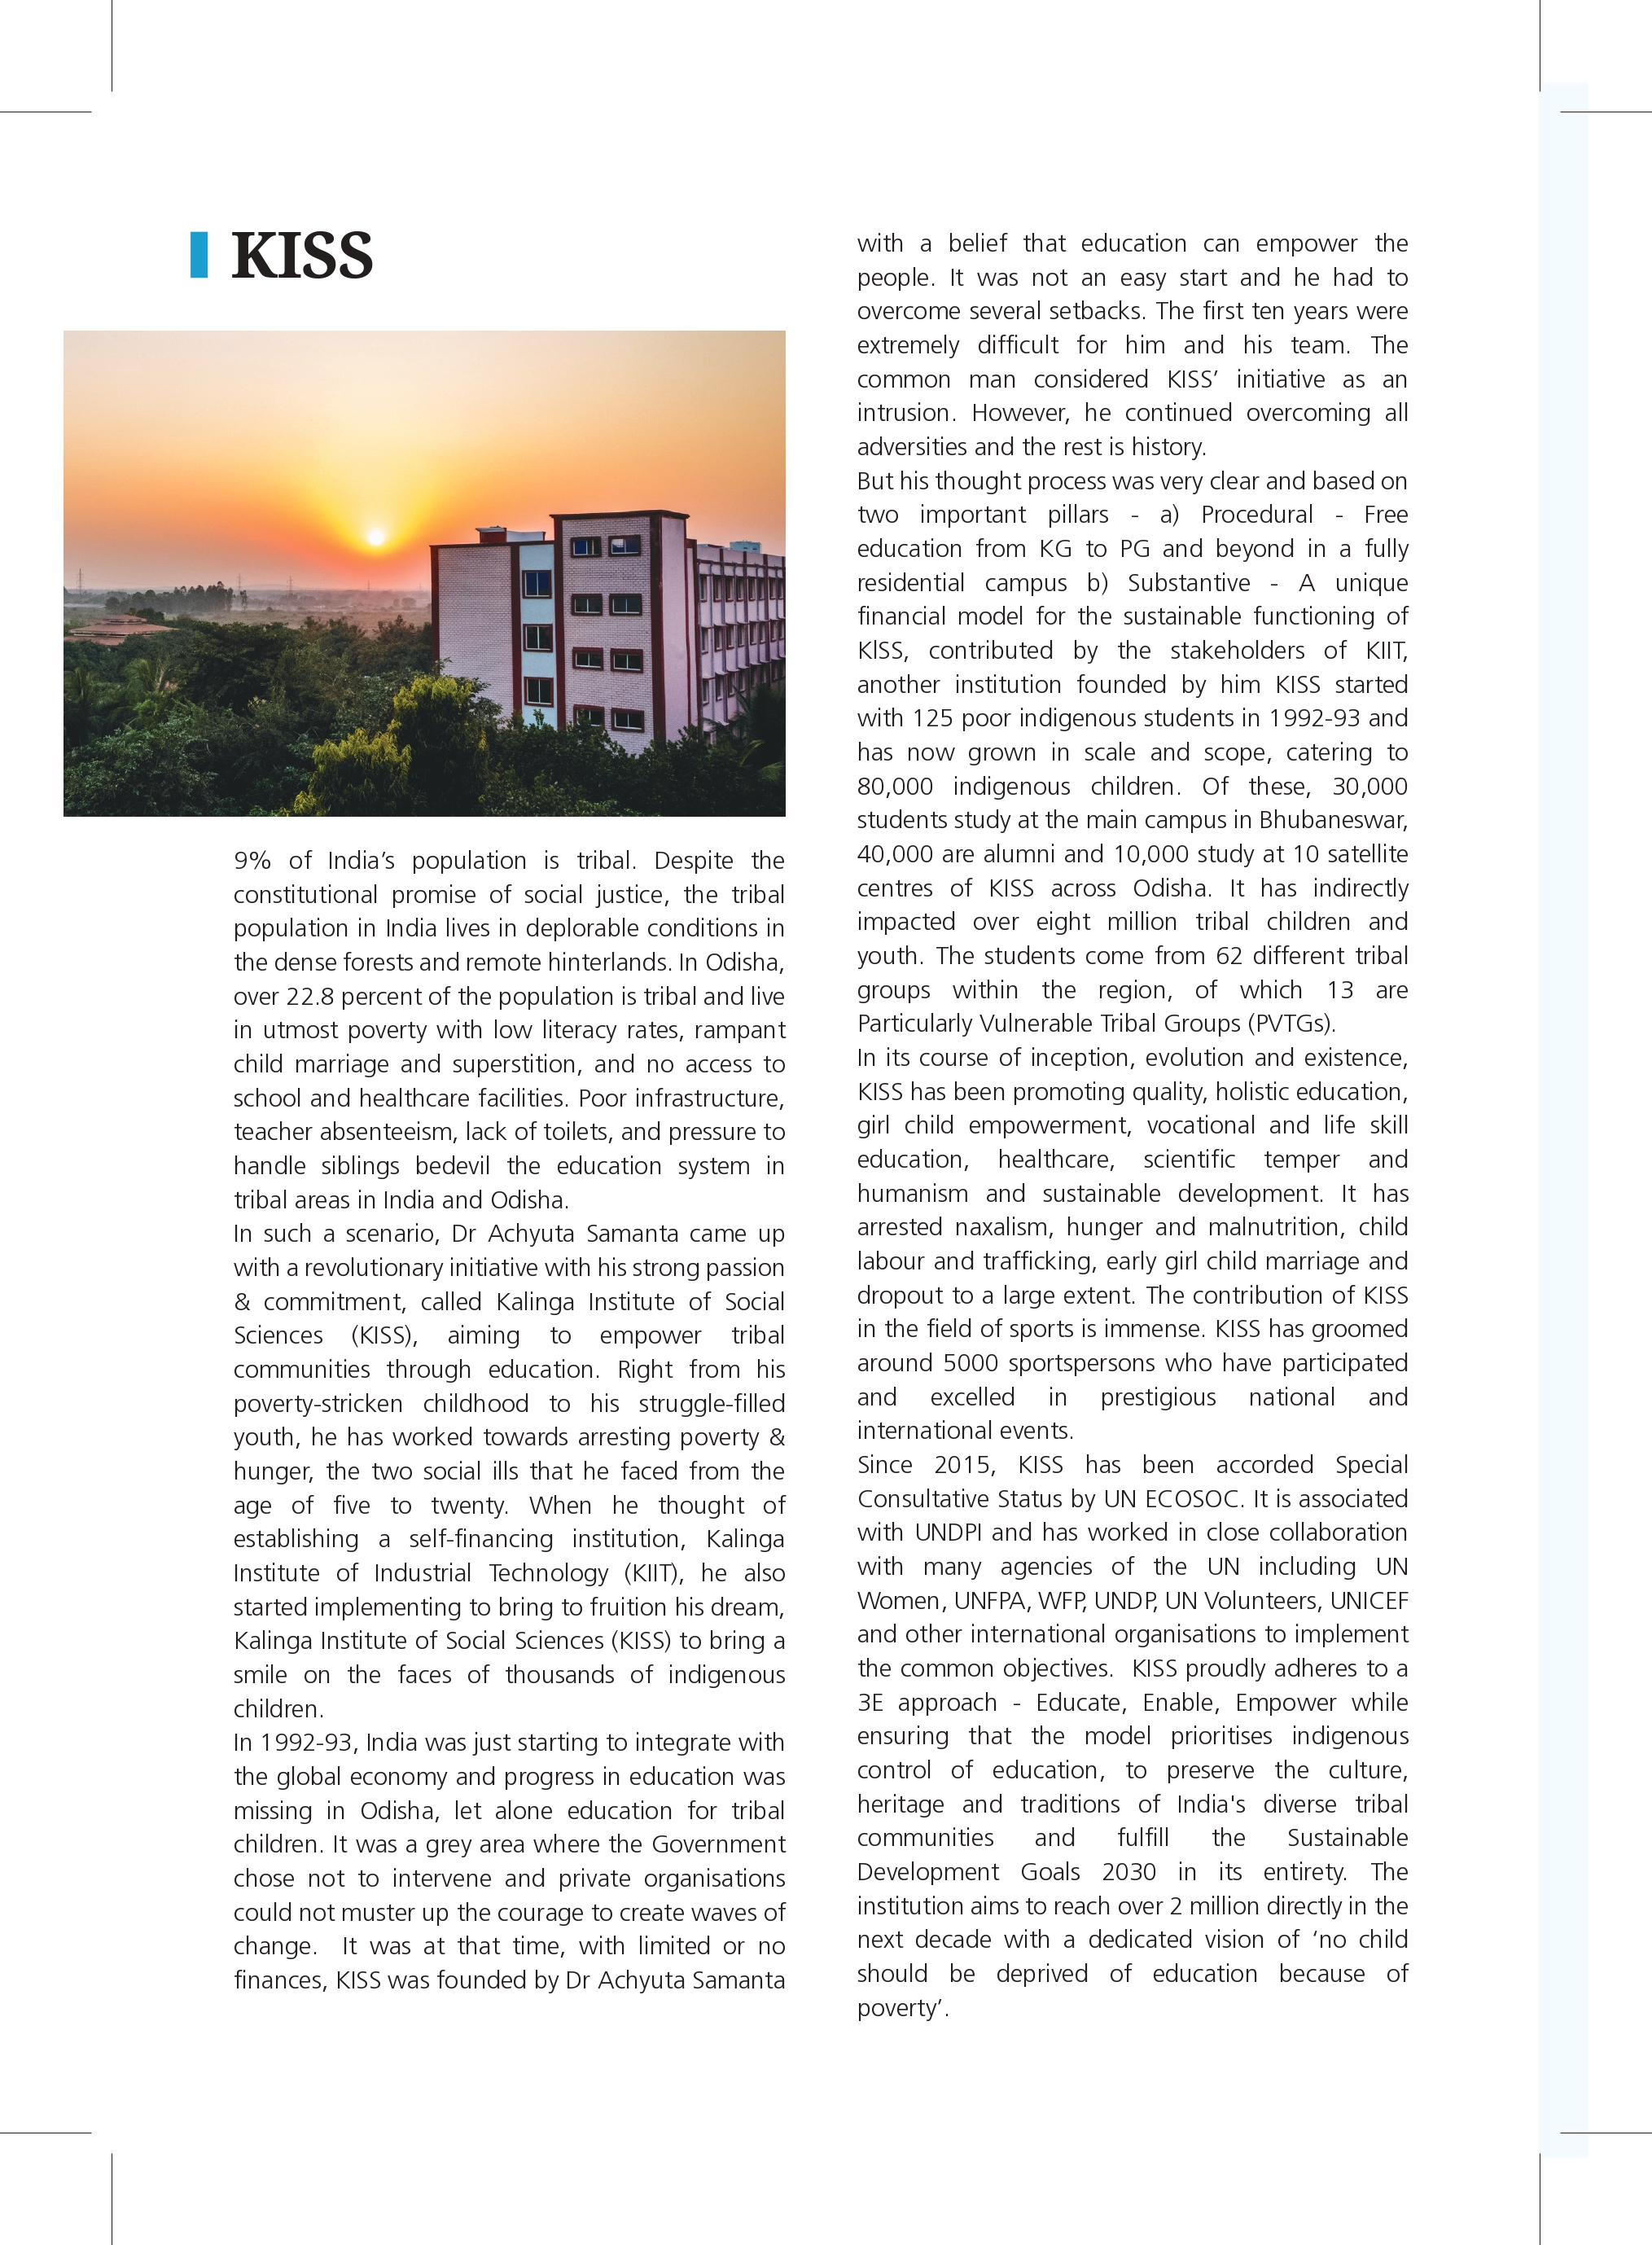 KISS
9% of India’s population is tribal. Despite the
constitutional promise of social justice, the tribal
population in India lives in deplorable conditions in
the dense forests and remote hinterlands. In Odisha,
over 22.8 percent of the population is tribal and live
in utmost poverty with low literacy rates, rampant
child marriage and superstition, and no access to
school and healthcare facilities. Poor infrastructure,
teacher absenteeism, lack of toilets, and pressure to
handle siblings bedevil the education system in
tribal areas in India and Odisha.
In such a scenario, Dr Achyuta Samanta came up
with a revolutionary initiative with his strong passion
& commitment, called Kalinga Institute of Social
Sciences (KISS), aiming to empower tribal
communities through education. Right from his
poverty-stricken childhood to his struggle-filled
youth, he has worked towards arresting poverty &
hunger, the two social ills that he faced from the
age of five to twenty. When he thought of
establishing a self-financing institution, Kalinga
Institute of Industrial Technology (KIIT), he also
started implementing to bring to fruition his dream,
Kalinga Institute of Social Sciences (KISS) to bring a
smile on the faces of thousands of indigenous
children.
In 1992-93, India was just starting to integrate with
the global economy and progress in education was
missing in Odisha, let alone education for tribal
children. It was a grey area where the Government
chose not to intervene and private organisations
could not muster up the courage to create waves of
change.  It was at that time, with limited or no
finances, KISS was founded by Dr Achyuta Samanta
with a belief that education can empower the
people. It was not an easy start and he had to
overcome several setbacks. The first ten years were
extremely difficult for him and his team. The
common man considered KISS’ initiative as an
intrusion. However, he continued overcoming all
adversities and the rest is history.
But his thought process was very clear and based on
two important pillars - a) Procedural - Free
education from KG to PG and beyond in a fully
residential campus b) Substantive - A unique
financial model for the sustainable functioning of
KlSS, contributed by the stakeholders of KIIT,
another institution founded by him KISS started
with 125 poor indigenous students in 1992-93 and
has now grown in scale and scope, catering to
80,000 indigenous children. Of these, 30,000
students study at the main campus in Bhubaneswar,
40,000 are alumni and 10,000 study at 10 satellite
centres of KISS across Odisha. It has indirectly
impacted over eight million tribal children and
youth. The students come from 62 different tribal
groups within the region, of which 13 are
Particularly Vulnerable Tribal Groups (PVTGs).
In its course of inception, evolution and existence,
KISS has been promoting quality, holistic education,
girl child empowerment, vocational and life skill
education, healthcare, scientific temper and
humanism and sustainable development. It has
arrested naxalism, hunger and malnutrition, child
labour and trafficking, early girl child marriage and
dropout to a large extent. The contribution of KISS
in the field of sports is immense. KISS has groomed
around 5000 sportspersons who have participated
and excelled in prestigious national and
international events.
Since 2015, KISS has been accorded Special
Consultative Status by UN ECOSOC. It is associated
with UNDPI and has worked in close collaboration
with many agencies of the UN including UN
Women, UNFPA, WFP, UNDP, UN Volunteers, UNICEF
and other international organisations to implement
the common objectives.  KISS proudly adheres to a
3E approach - Educate, Enable, Empower while
ensuring that the model prioritises indigenous
control of education, to preserve the culture,
heritage and traditions of India's diverse tribal
communities and fulfill the Sustainable
Development Goals 2030 in its entirety. The
institution aims to reach over 2 million directly in the
next decade with a dedicated vision of ‘no child
should be deprived of education because of
poverty’.